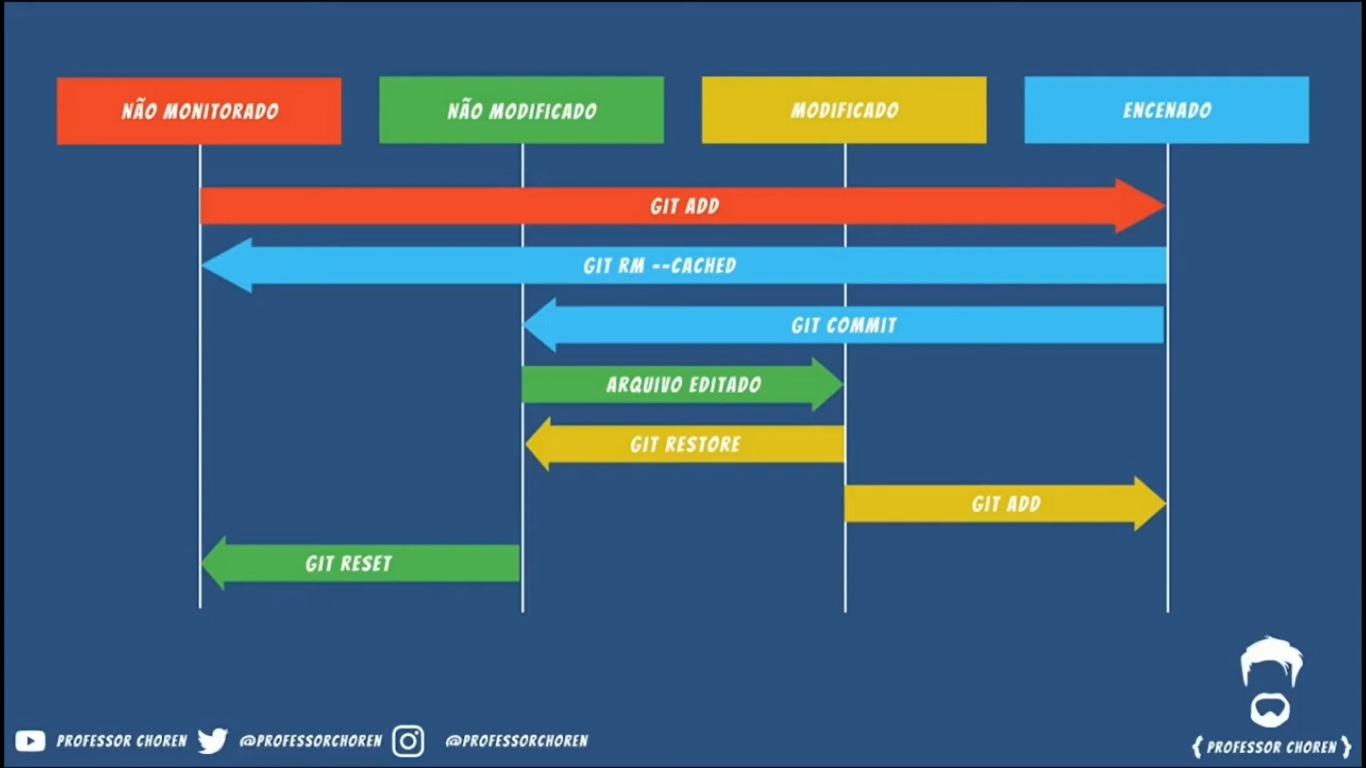 NÃO MONITORADO
NÃO MODIFICADO
MODIFICADO
ENCENADO
GIT ADD
GIT RM --CACHED
GIT COMMIT
ARQUIVO EDITADO
GIT RESTORE
GIT ADD
GIT RESET
PROFESSOR CHOREN
@PROFESSORCHOREN
@PROFESSORCHOREN
{ PROFESSOR CHOREN }